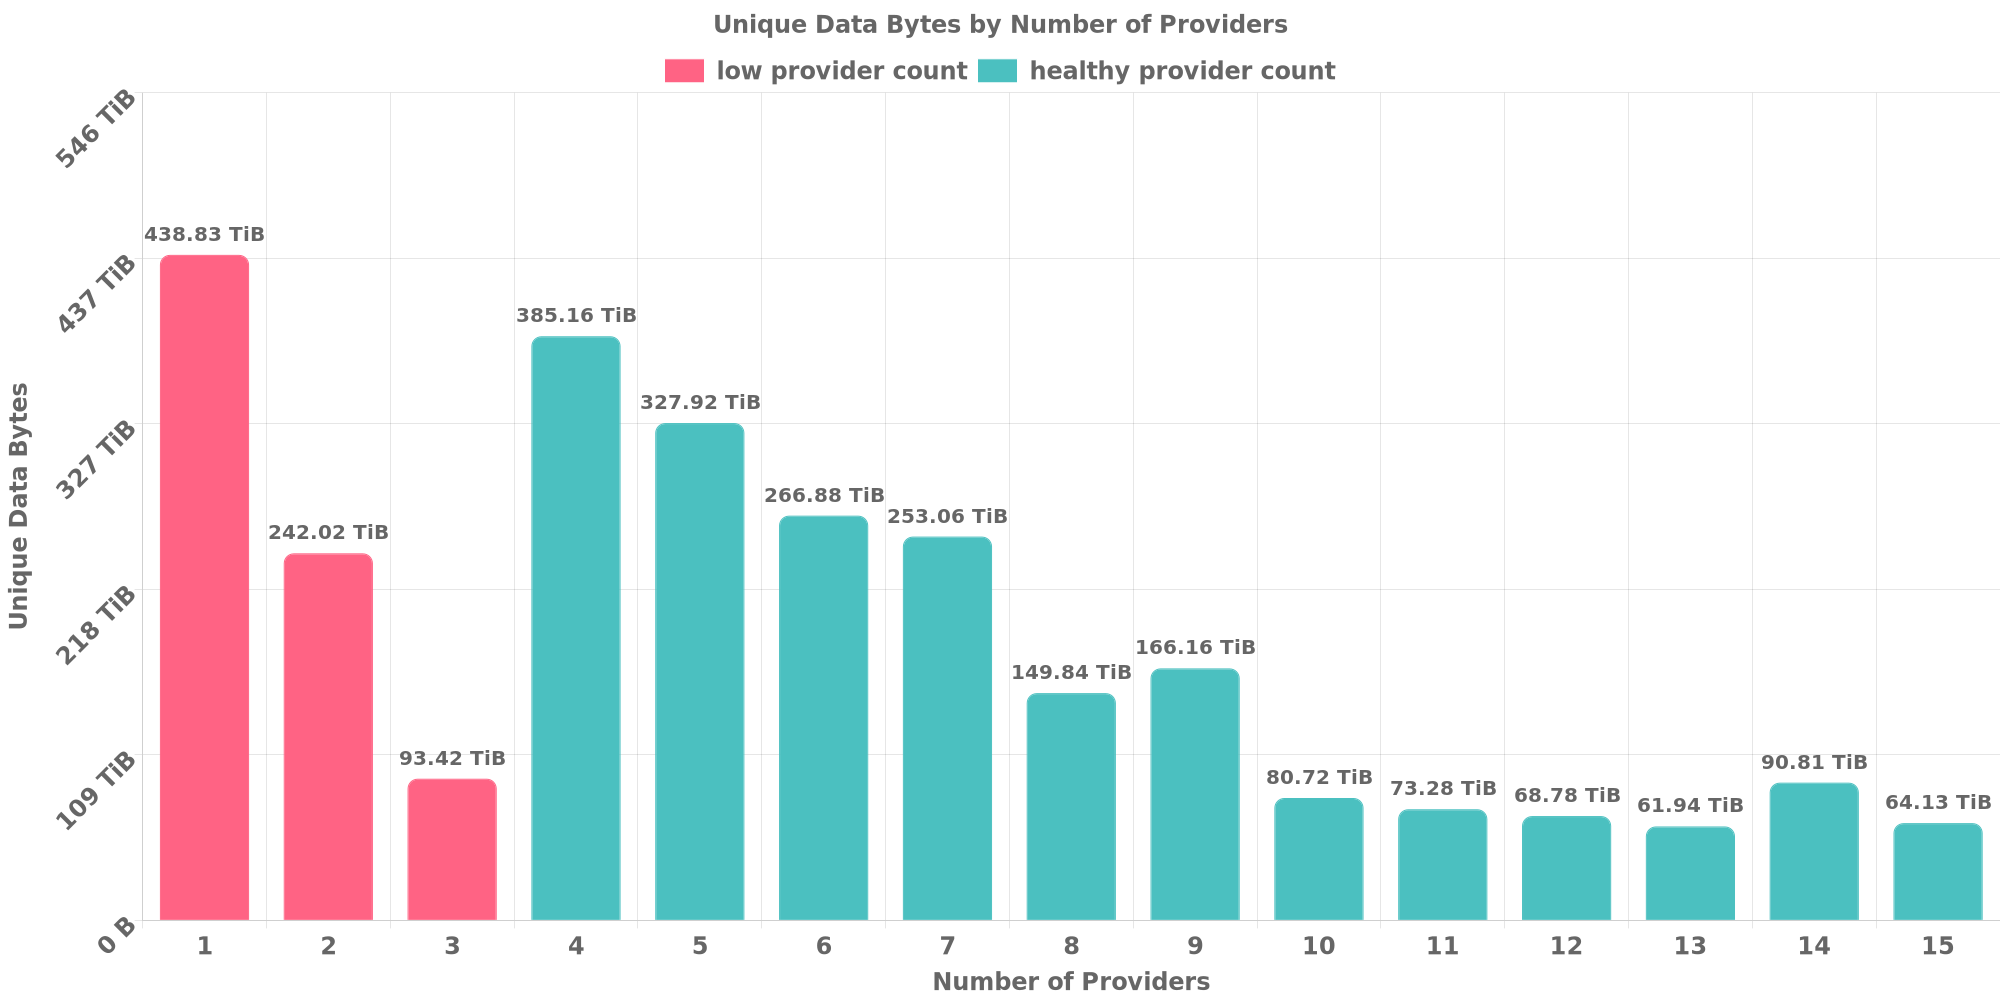 Unique Data Bytes by Number of Providers
low provider count healthy provider count
546 TiB
437 TiB
327 TiB
218 TiB
109 TiB
0 B
Unique Data Bytes
438.83 TiB
242.02 TiB
93.42 TiB
385.16 TiB
327.92 TiB
266.88 TiB
253.06 TiB
149.84 TiB
166.16 TiB
80.72 TiB
73.28 TiB
68.78 TiB
61.94 TiB
90.81 TiB
64.13 TiB
1 2 3 4 5 6 7 8 9 10 11 12 13 14 15
Number of Providers